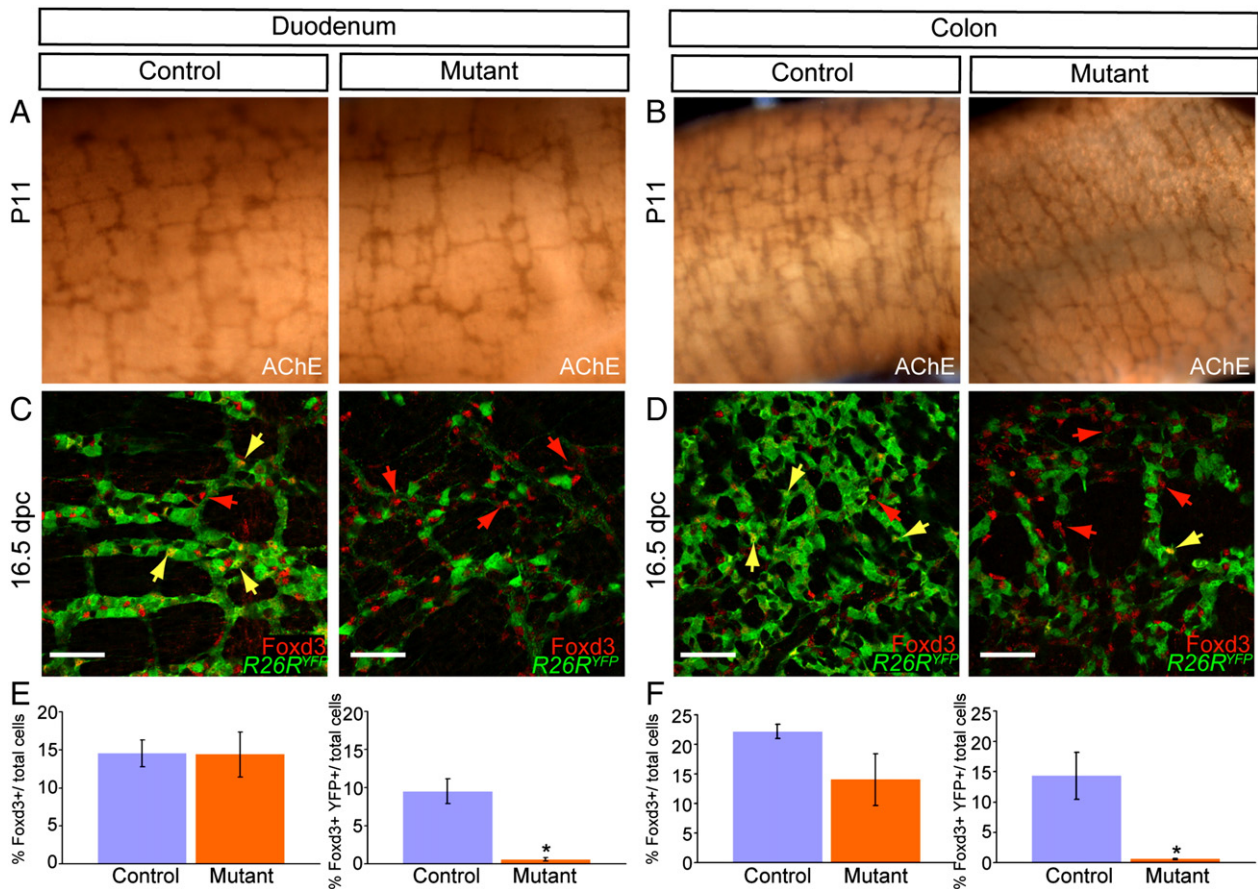 Duodenum
Colon
Control
Mutant
Control
Mutant
A
B
P11
P11
AChE
AChE
AChE
AChE
C
D
16.5 dpc
16.5 dpc
Foxd3
R26R^YFP
Foxd3
R26R^YFP
Foxd3
R26R^YFP
Foxd3
R26R^YFP
E
% Foxd3+/ total cells
20
15
10
5
0
Control
Mutant
% Foxd3+ YFP+/ total cells
20
15
10
5
0
*
Control
Mutant
F
% Foxd3+/ total cells
25
20
15
10
5
0
Control
Mutant
% Foxd3+ YFP+/ total cells
25
20
15
10
5
0
*
Control
Mutant